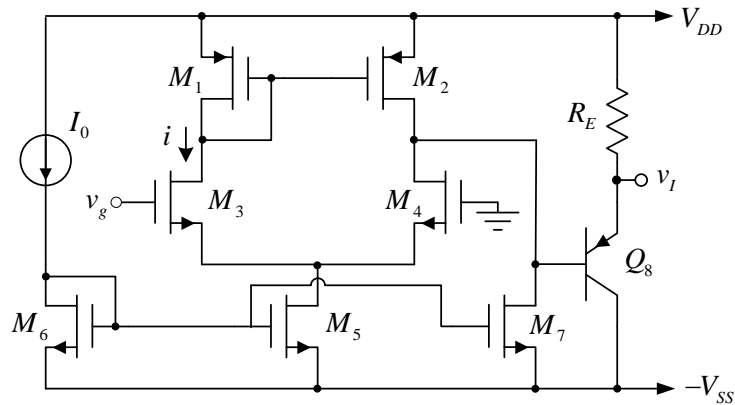 V_DD
M_1
M_2
R_E
I_0
i
v_I
v_g
M_3
M_4
Q_8
M_6
M_5
M_7
-V_SS